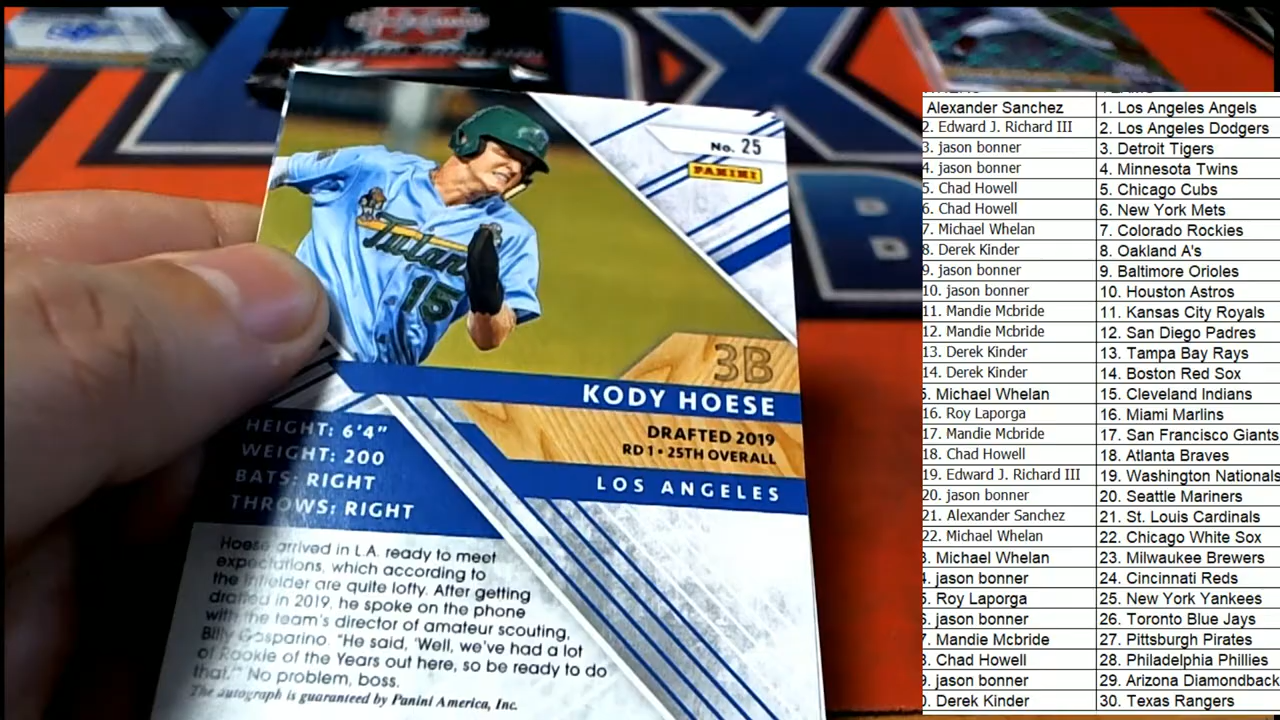 No. 25
PANINI
Tulane
15
3B
KODY HOESE
DRAFTED 2019
RD 1 • 25TH OVERALL
LOS ANGELES
HEIGHT: 6'4"
WEIGHT: 200
BATS: RIGHT
THROWS: RIGHT
Hoese arrived in L.A. ready to meet
expectations, which according to
the infielder are quite lofty. After getting
drafted in 2019, he spoke on the phone
with the team's director of amateur scouting,
Billy Gasparino. "He said, 'Well, we've had a lot
of Rookie of the Years out here, so be ready to do
that.'" No problem, boss.
The autograph is guaranteed by Panini America, Inc.
Alexander Sanchez 1. Los Angeles Angels
2. Edward J. Richard III 2. Los Angeles Dodgers
3. jason bonner 3. Detroit Tigers
4. jason bonner 4. Minnesota Twins
5. Chad Howell 5. Chicago Cubs
6. Chad Howell 6. New York Mets
7. Michael Whelan 7. Colorado Rockies
8. Derek Kinder 8. Oakland A's
9. jason bonner 9. Baltimore Orioles
10. jason bonner 10. Houston Astros
11. Mandie Mcbride 11. Kansas City Royals
12. Mandie Mcbride 12. San Diego Padres
13. Derek Kinder 13. Tampa Bay Rays
14. Derek Kinder 14. Boston Red Sox
5. Michael Whelan 15. Cleveland Indians
16. Roy Laporga 16. Miami Marlins
17. Mandie Mcbride 17. San Francisco Giants
18. Chad Howell 18. Atlanta Braves
19. Edward J. Richard III 19. Washington Nationals
20. jason bonner 20. Seattle Mariners
21. Alexander Sanchez 21. St. Louis Cardinals
22. Michael Whelan 22. Chicago White Sox
3. Michael Whelan 23. Milwaukee Brewers
4. jason bonner 24. Cincinnati Reds
5. Roy Laporga 25. New York Yankees
6. jason bonner 26. Toronto Blue Jays
7. Mandie Mcbride 27. Pittsburgh Pirates
8. Chad Howell 28. Philadelphia Phillies
9. jason bonner 29. Arizona Diamondback
0. Derek Kinder 30. Texas Rangers